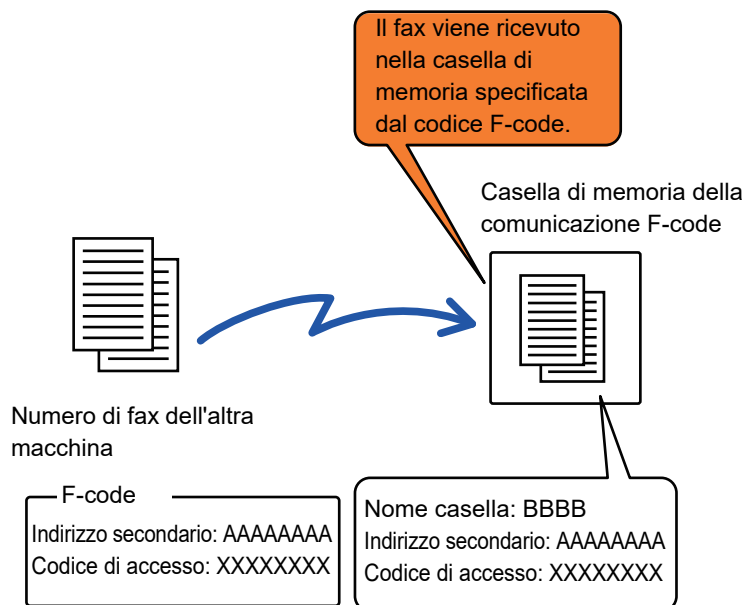 Il fax viene ricevuto
nella casella di
memoria specificata
dal codice F-code.
Casella di memoria della
comunicazione F-code
Numero di fax dell'altra
macchina
F-code
Indirizzo secondario: AAAAAAAA
Codice di accesso: XXXXXXXX
Nome casella: BBBB
Indirizzo secondario: AAAAAAAA
Codice di accesso: XXXXXXXX